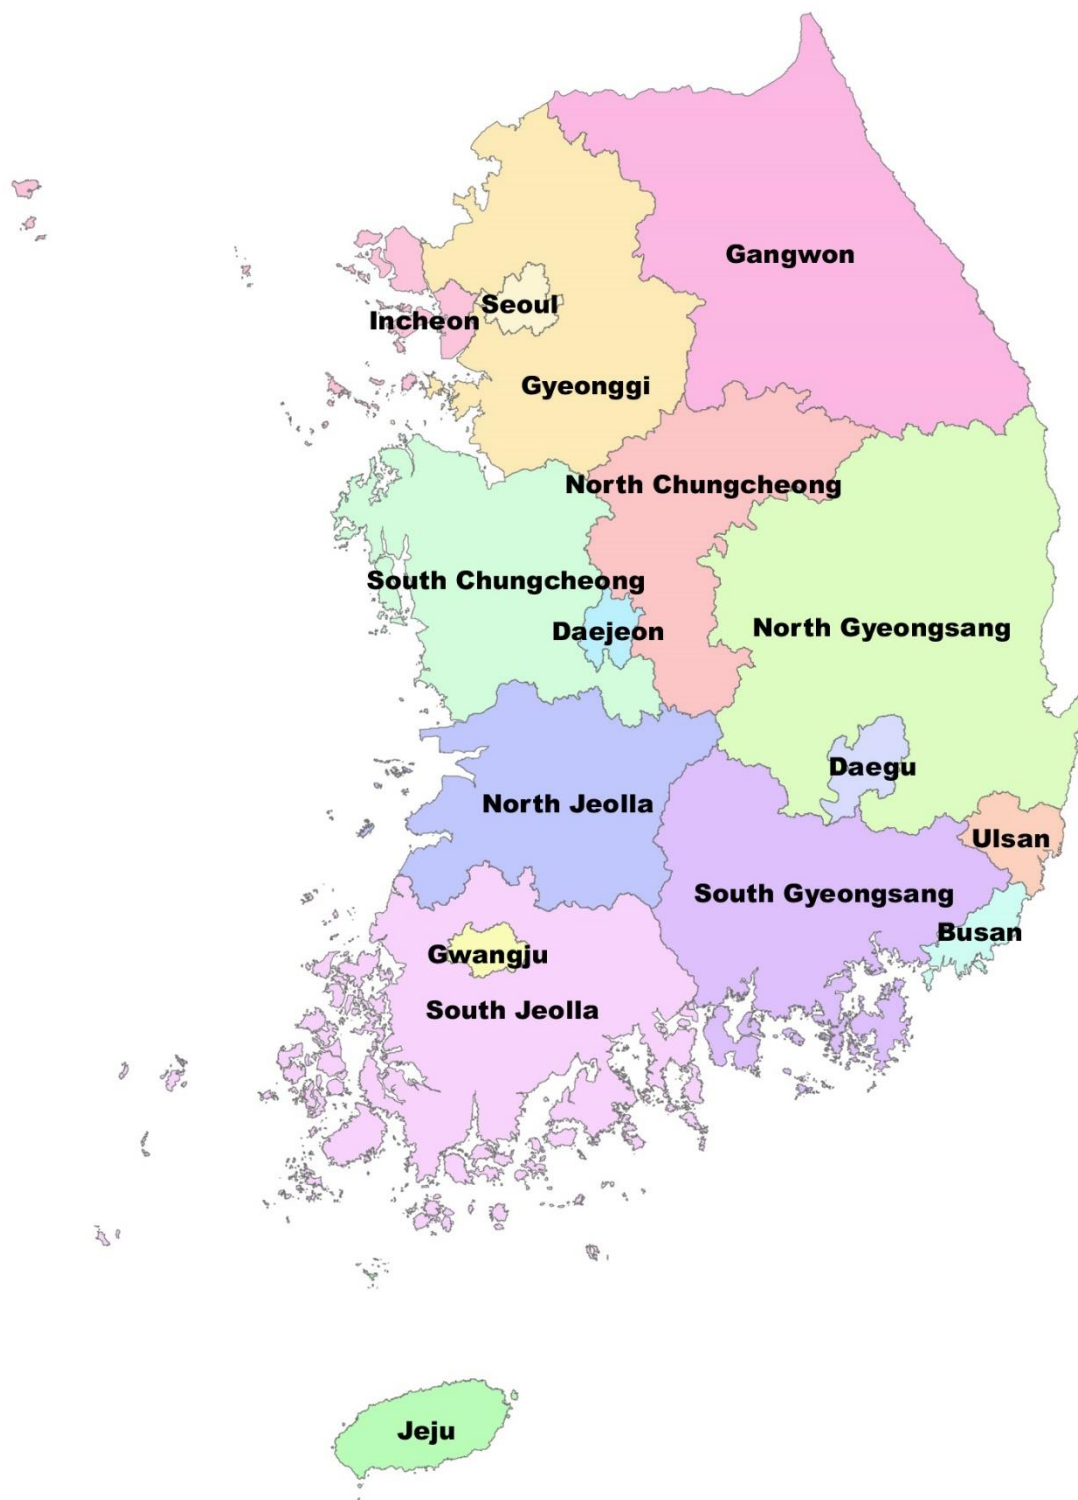 Gangwon
Seoul
Incheon
Gyeonggi
North Chungcheong
South Chungcheong
Daejeon
North Gyeongsang
Daegu
North Jeolla
Ulsan
South Gyeongsang
Busan
Gwangju
South Jeolla
Jeju